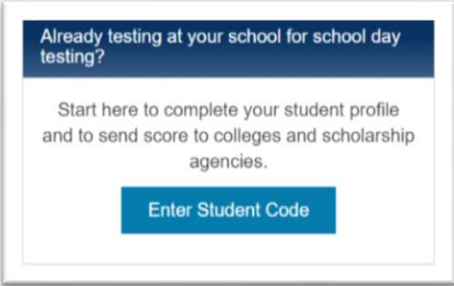 Already testing at your school for school day
testing?
Start here to complete your student profile
and to send score to colleges and scholarship
agencies.
Enter Student Code